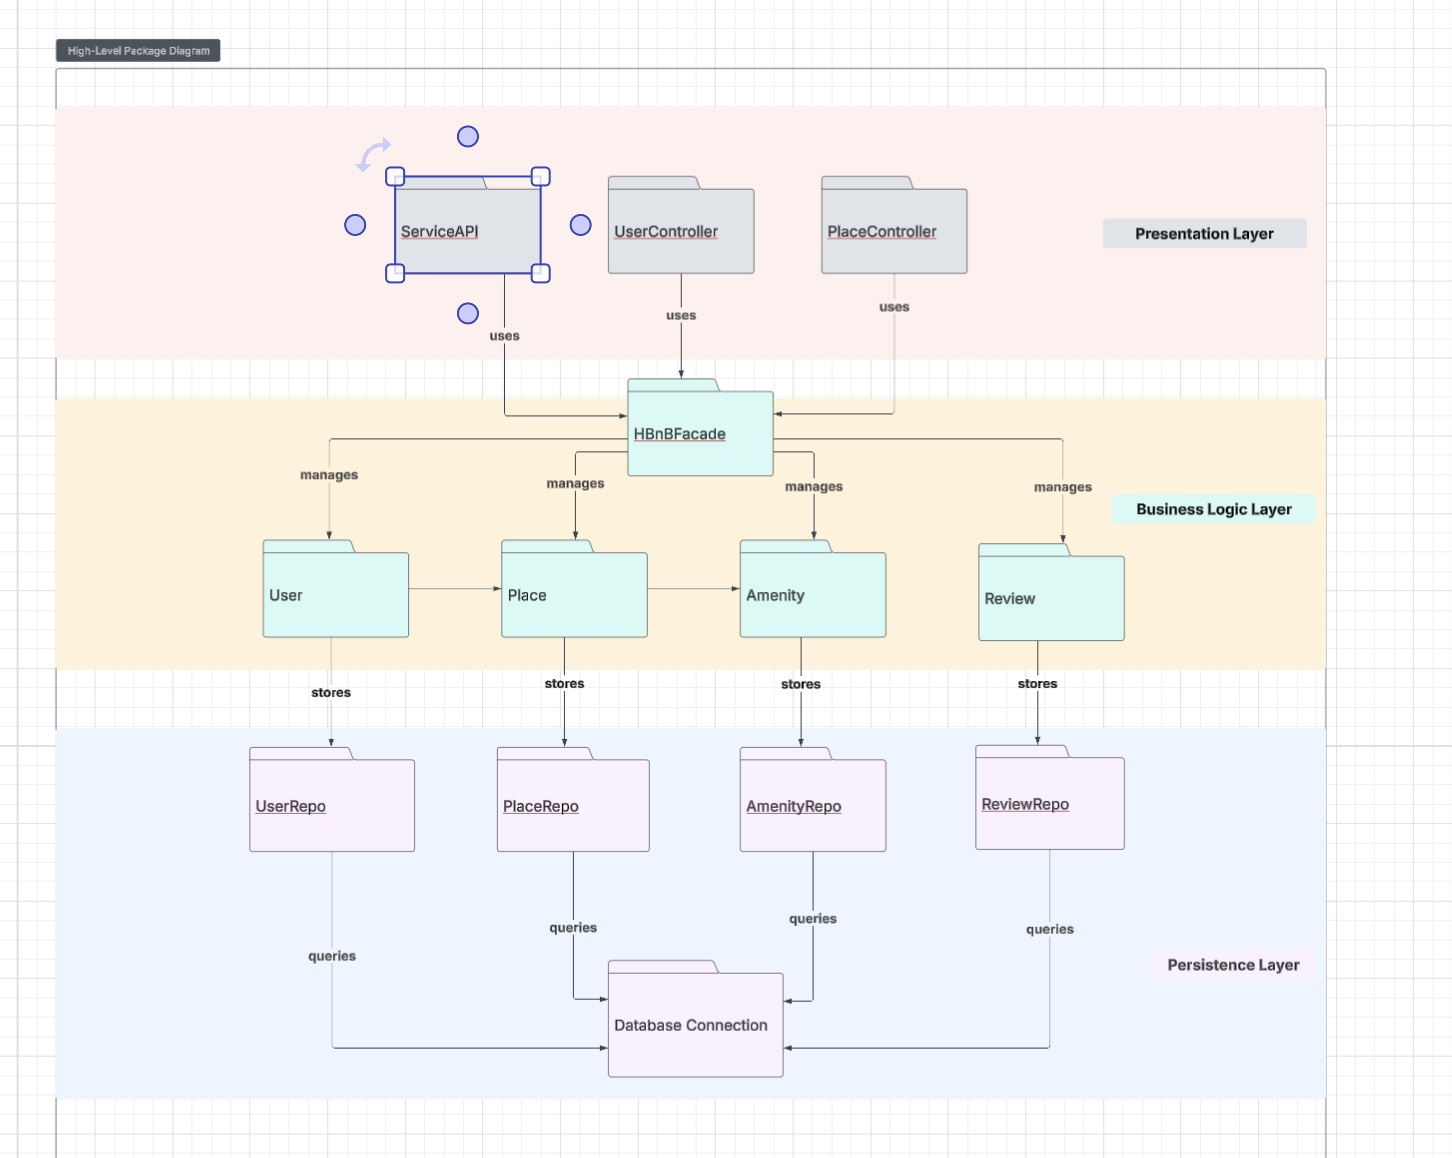 High-Level Package Diagram
ServiceAPI
UserController
PlaceController
Presentation Layer
uses
uses
uses
HBnBFacade
manages
manages
manages
manages
Business Logic Layer
User
Place
Amenity
Review
stores
stores
stores
stores
UserRepo
PlaceRepo
AmenityRepo
ReviewRepo
queries
queries
queries
queries
Persistence Layer
Database Connection